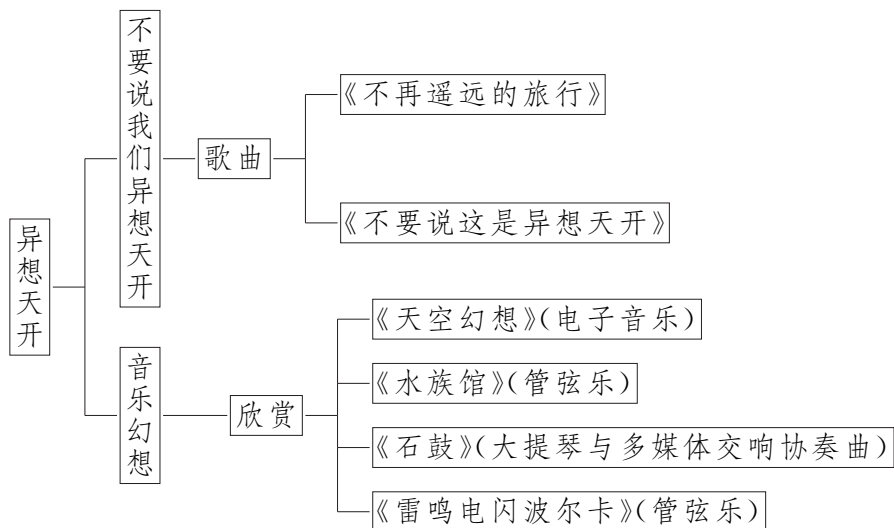 异想天开
不要说我们异想天开
歌曲
《不再遥远的旅行》
《不要说这是异想天开》
音乐幻想
欣赏
《天空幻想》(电子音乐)
《水族馆》(管弦乐)
《石鼓》(大提琴与多媒体交响协奏曲)
《雷鸣电闪波尔卡》(管弦乐)